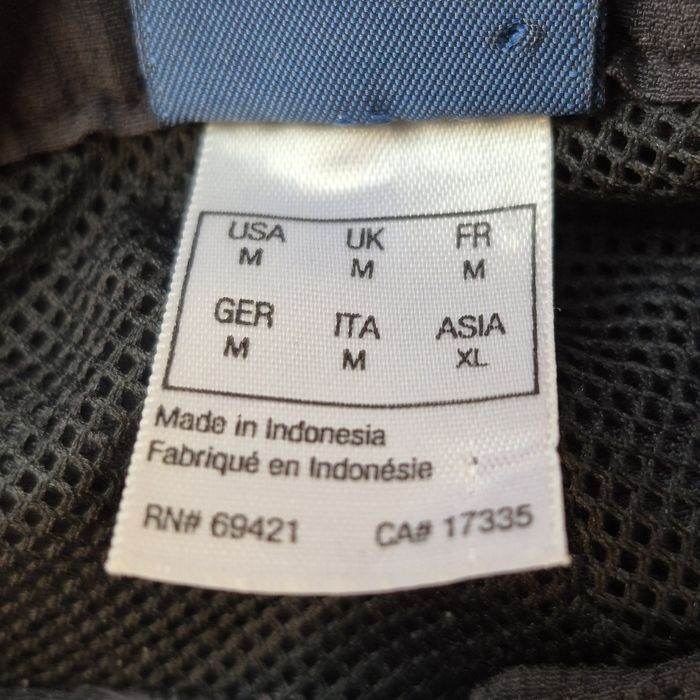 USA UK FR
M M M
GER ITA ASIA
M M XL
Made in Indonesia
Fabriqué en Indonésie
RN# 69421 CA# 17335